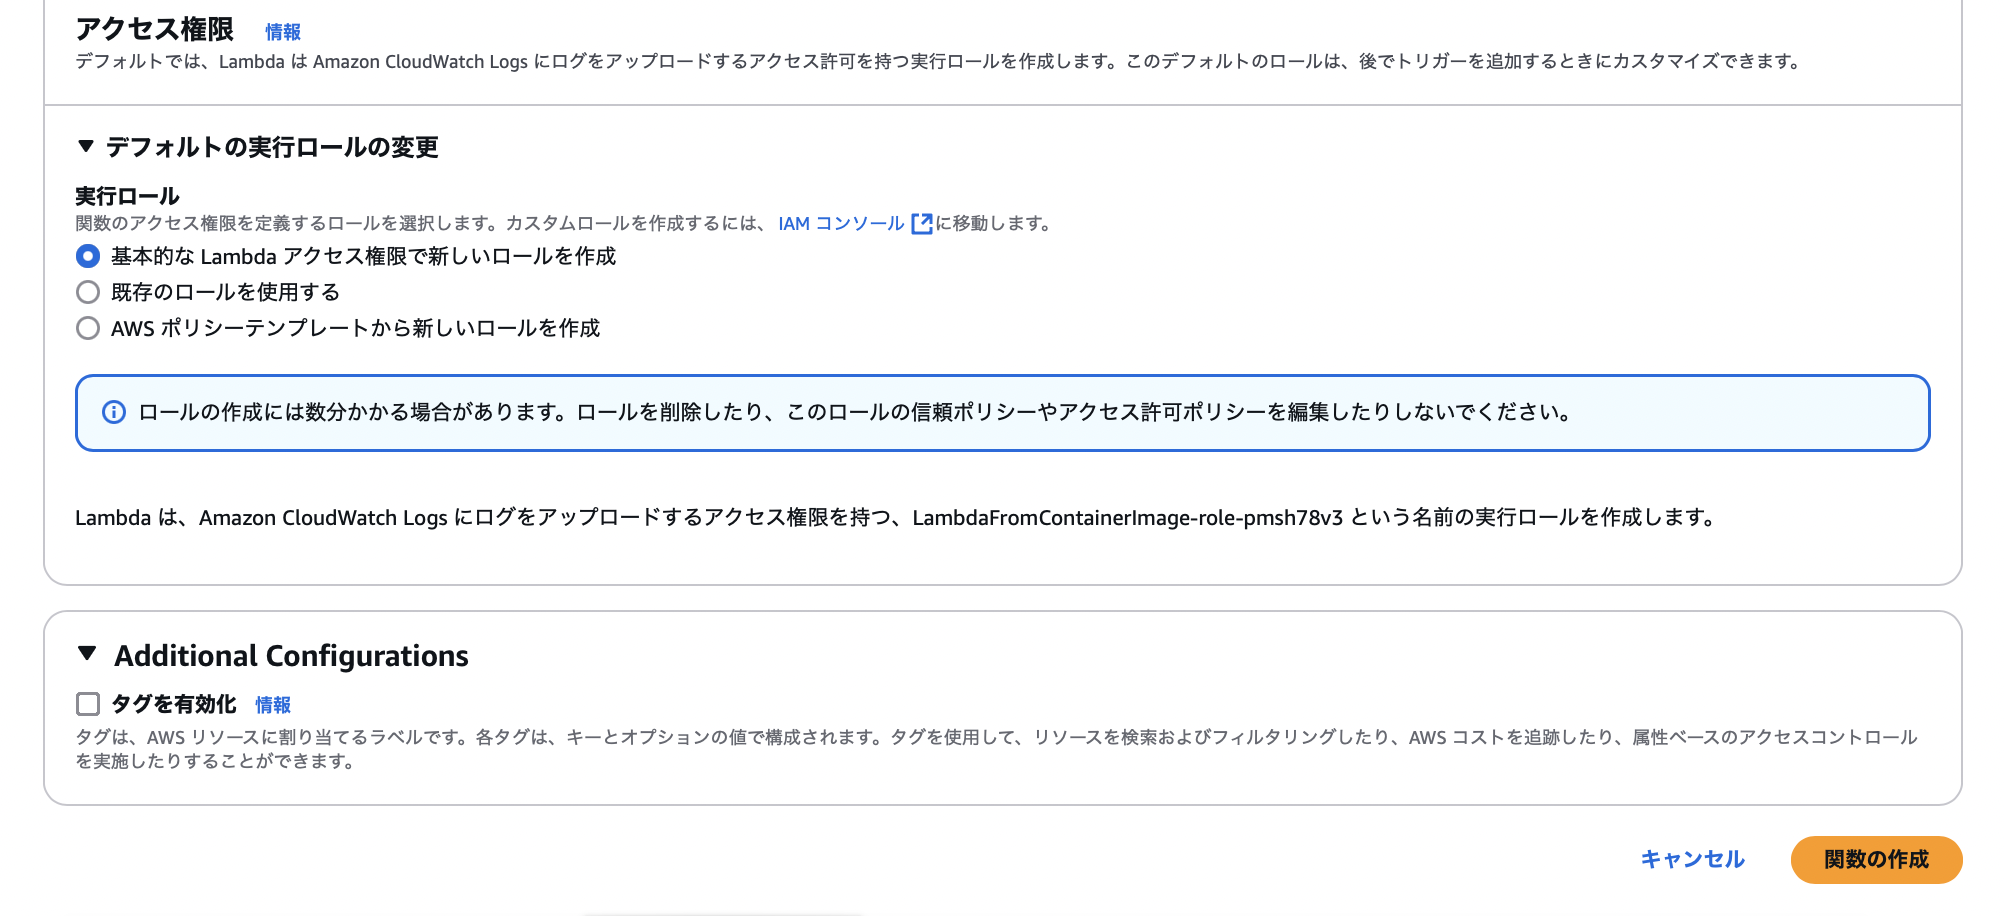 アクセス権限 情報
デフォルトでは、Lambda は Amazon CloudWatch Logs にログをアップロードするアクセス許可を持つ実行ロールを作成します。このデフォルトのロールは、後でトリガーを追加するときにカスタマイズできます。
デフォルトの実行ロールの変更
実行ロール
関数のアクセス権限を定義するロールを選択します。カスタムロールを作成するには、IAM コンソール に移動します。
基本的な Lambda アクセス権限で新しいロールを作成
既存のロールを使用する
AWS ポリシーテンプレートから新しいロールを作成
ロールの作成には数分かかる場合があります。ロールを削除したり、このロールの信頼ポリシーやアクセス許可ポリシーを編集したりしないでください。
Lambda は、Amazon CloudWatch Logs にログをアップロードするアクセス権限を持つ、LambdaFromContainerImage-role-pmsh78v3 という名前の実行ロールを作成します。
Additional Configurations
タグを有効化 情報
タグは、AWS リソースに割り当てるラベルです。各タグは、キーとオプションの値で構成されます。タグを使用して、リソースを検索およびフィルタリングしたり、AWS コストを追跡したり、属性ベースのアクセスコントロール
を実施したりすることができます。
キャンセル 関数の作成